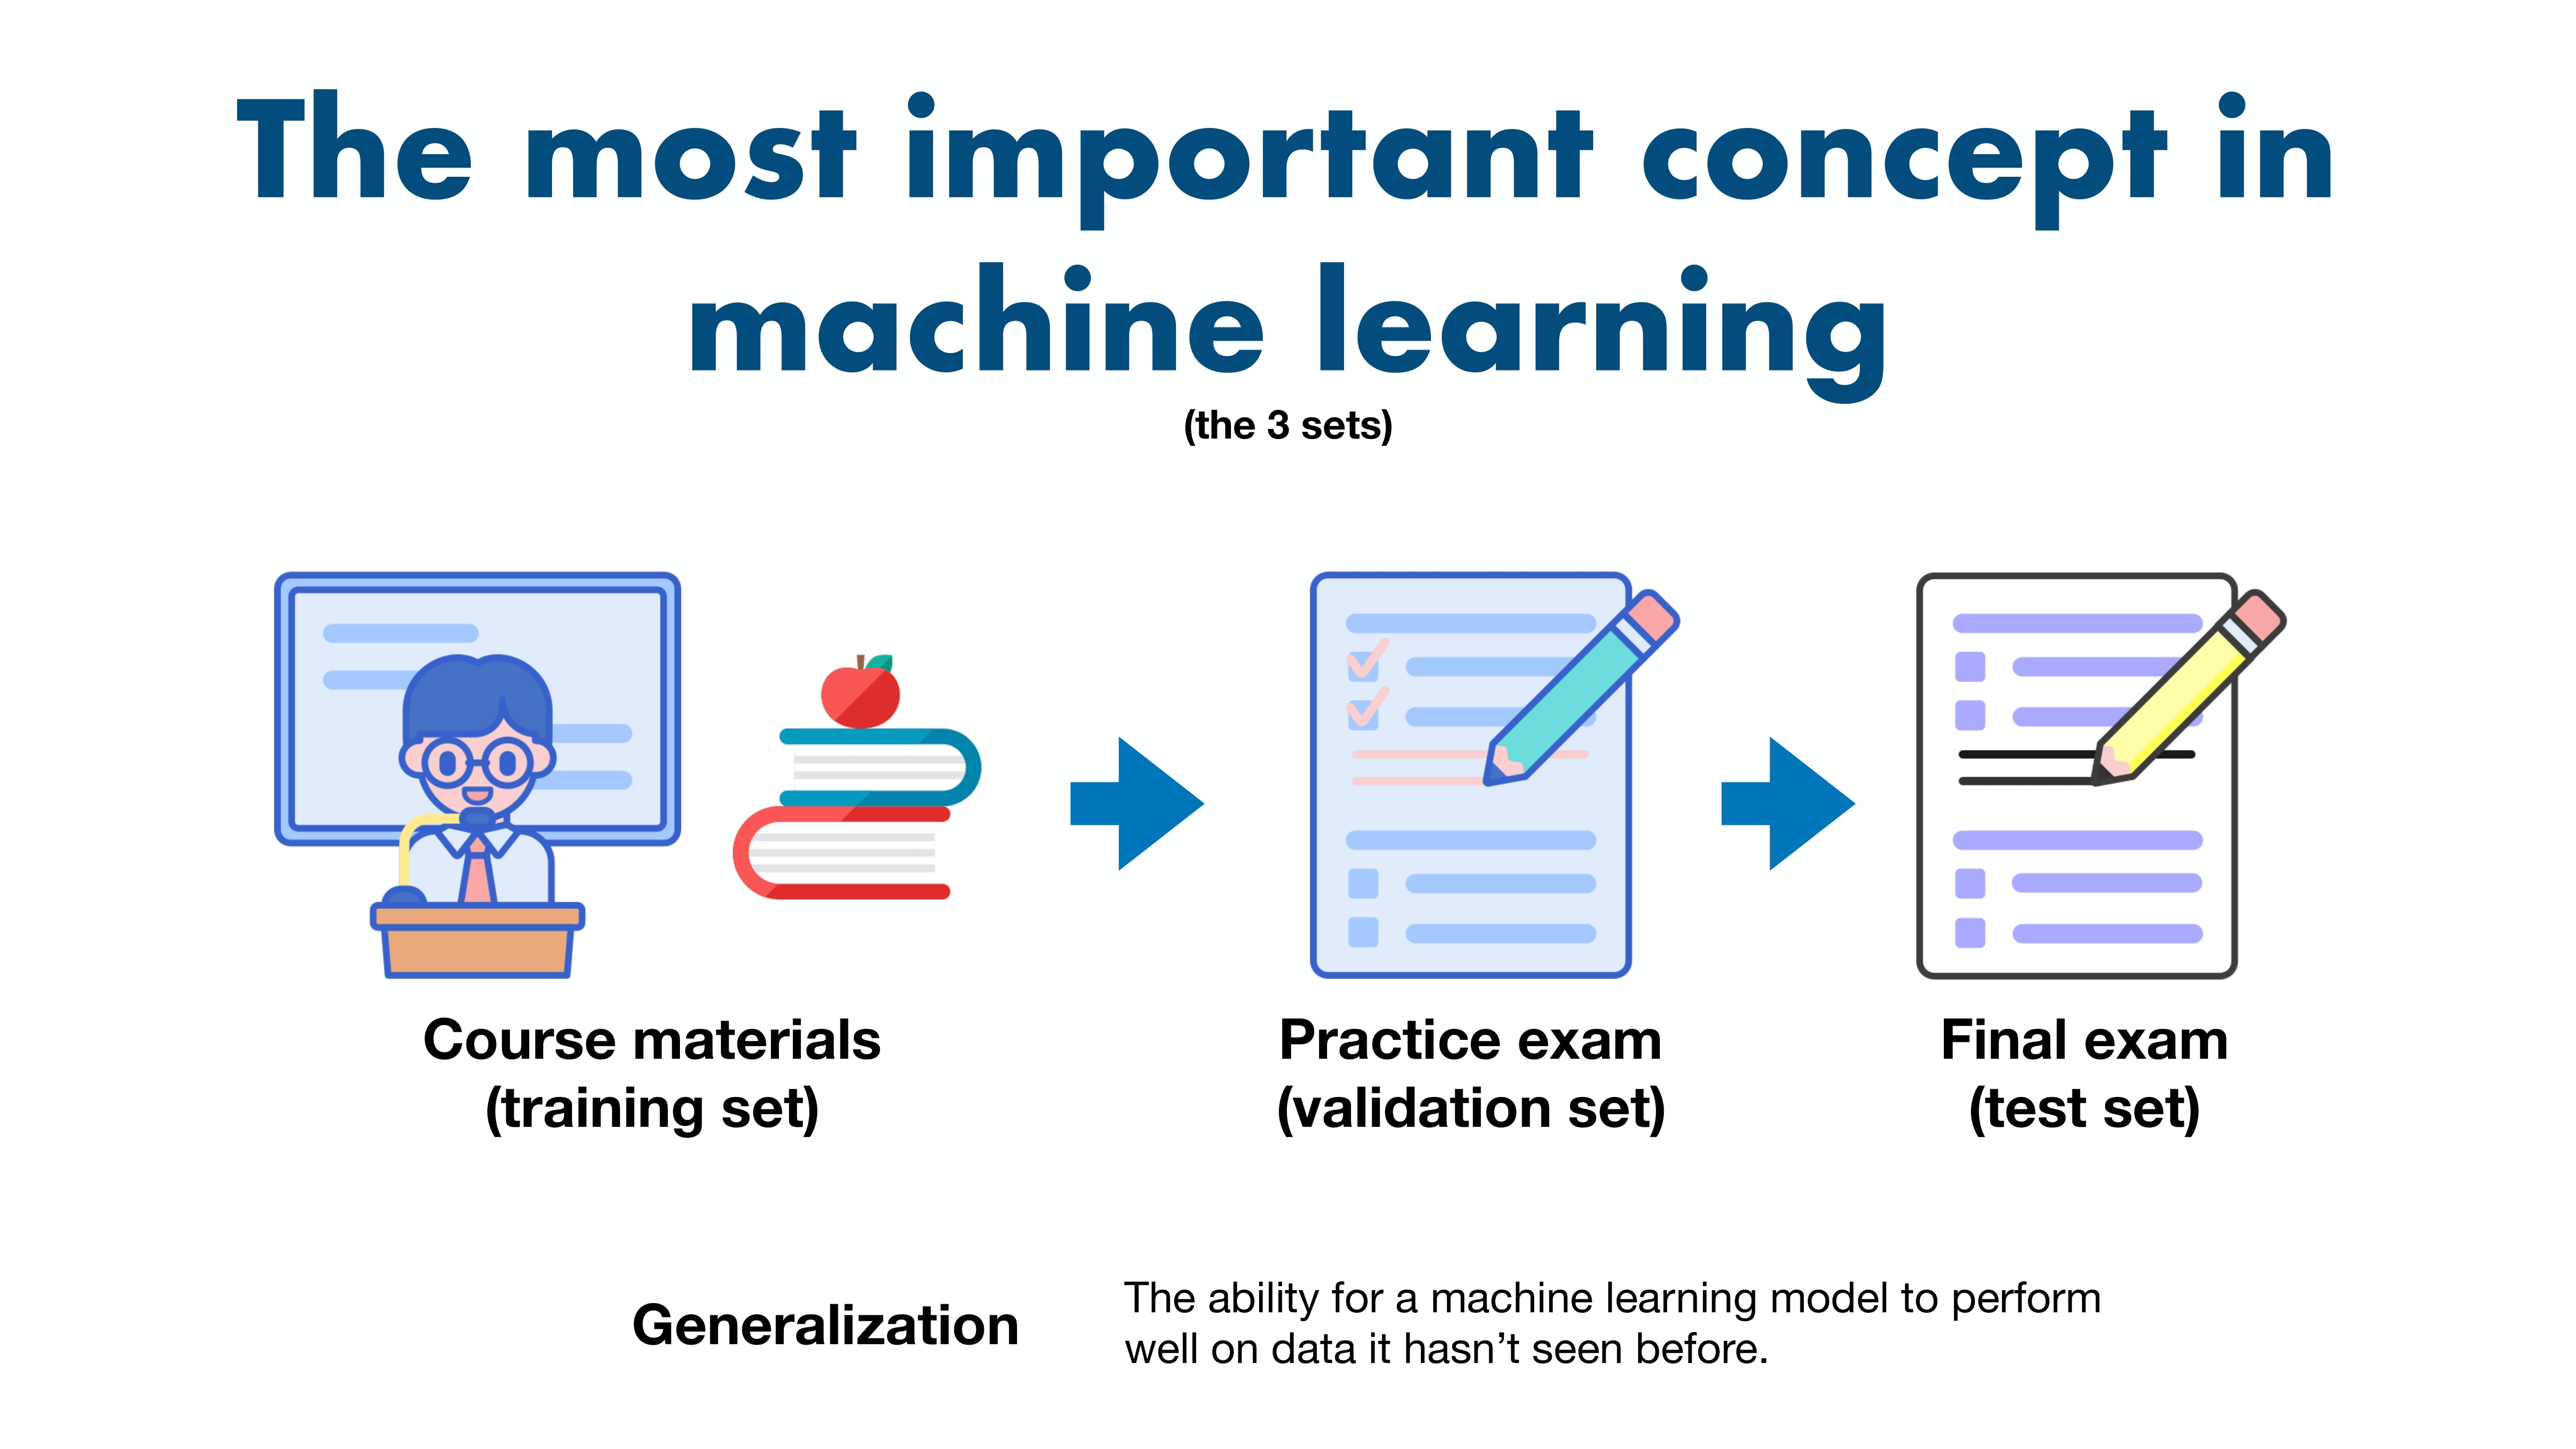 The most important concept in
machine learning
(the 3 sets)
Course materials
(training set)
Practice exam
(validation set)
Final exam
(test set)
Generalization
The ability for a machine learning model to perform
well on data it hasn’t seen before.